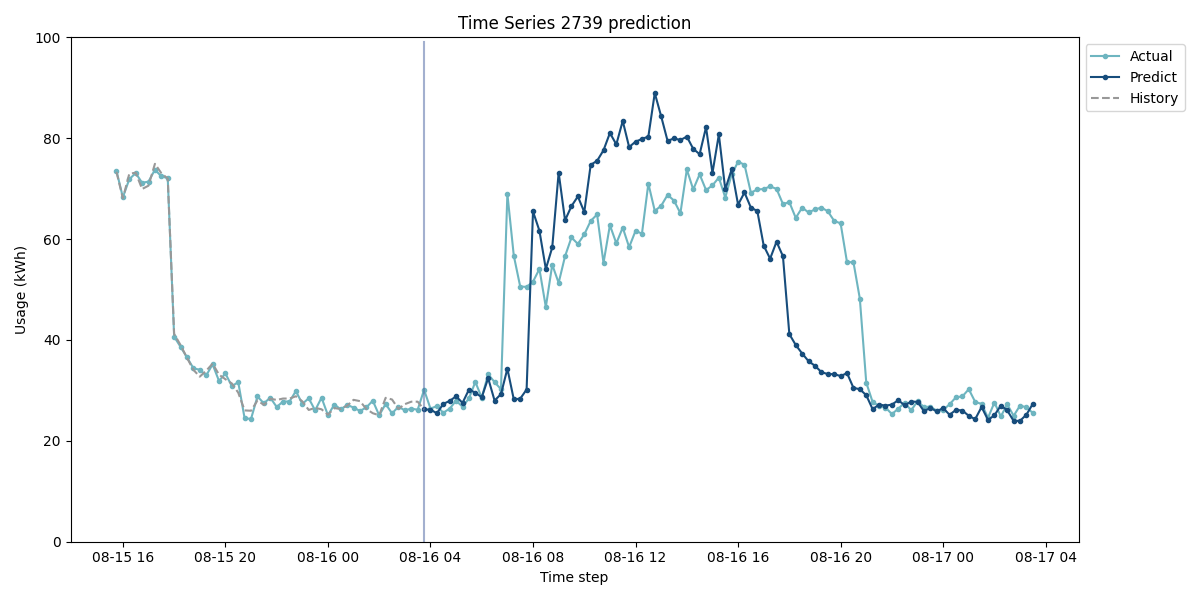 Time Series 2739 prediction
100
80
60
40
20
0
Usage (kWh)
08-15 16
08-15 20
08-16 00
08-16 04
08-16 08
08-16 12
08-16 16
08-16 20
08-17 00
08-17 04
Time step
Actual
Predict
History